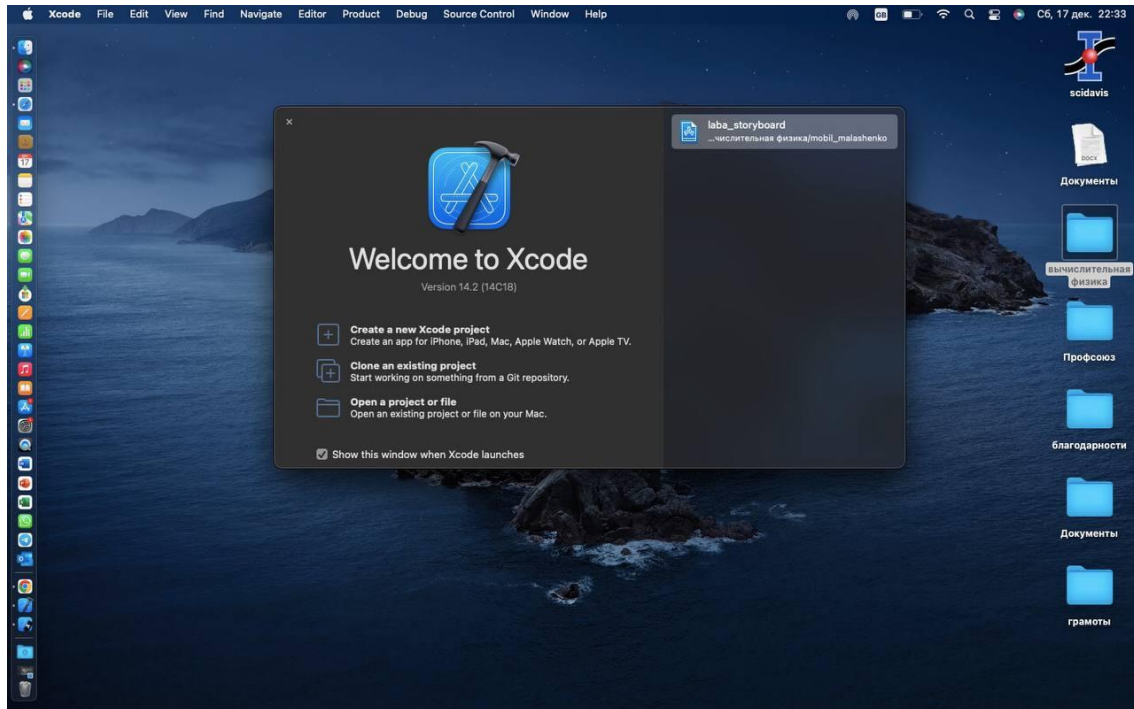 Xcode File Edit View Find Navigate Editor Product Debug Source Control Window Help GB Сб, 17 дек. 22:33
scidavis
DOCX
Документы
вычислительная
физика
Профсоюз
благодарности
Документы
грамоты
17
Welcome to Xcode
Version 14.2 (14C18)
Create a new Xcode project
Create an app for iPhone, iPad, Mac, Apple Watch, or Apple TV.
Clone an existing project
Start working on something from a Git repository.
Open a project or file
Open an existing project or file on your Mac.
Show this window when Xcode launches
laba_storyboard
...числительная физика/mobil_malashenko